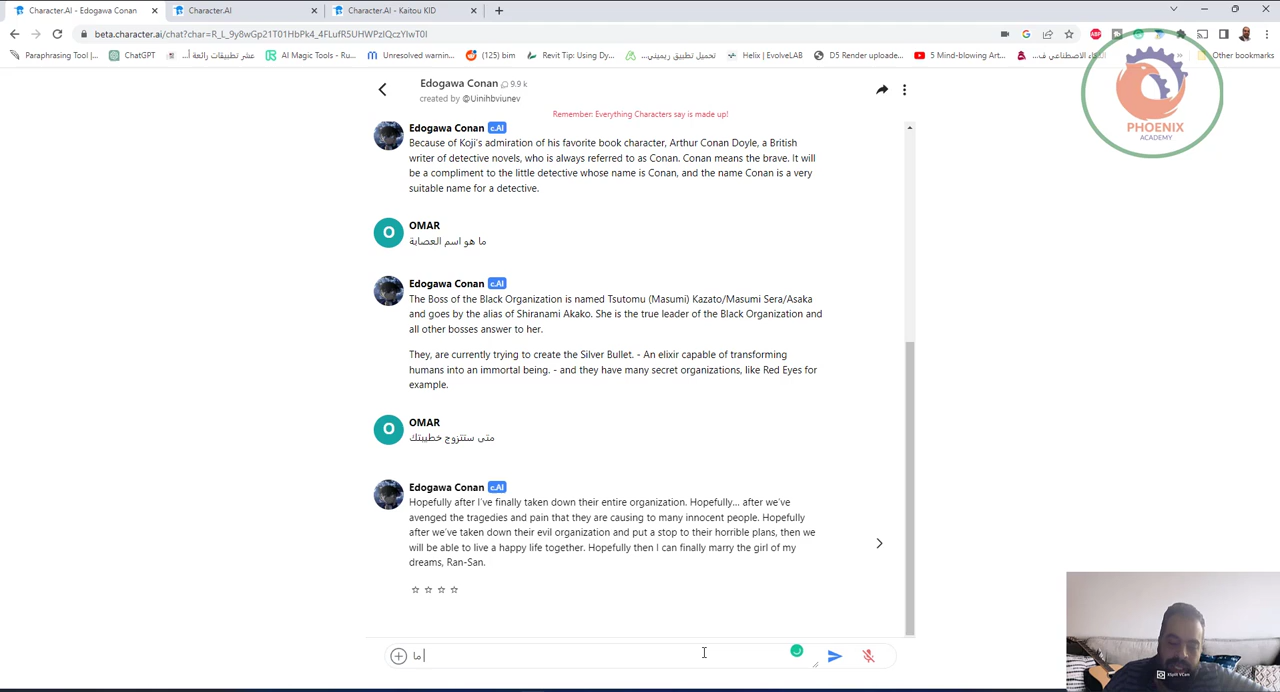 Character.AI - Edogawa Conan
Character.AI
Character.AI - Kaitou KID
beta.character.ai/chat?char=R_L_9y8wGp21T01HbPk4_4FLufR5UHWPzIQczYIwT0I
Paraphrasing Tool |...
ChatGPT
عشر تطبيقات رائعة أ...
AI Magic Tools - Ru...
Unresolved warnin...
(125) bim
Revit Tip: Using Dy...
تحميل تطبيق ريميني...
Helix | EvolveLAB
D5 Render uploade...
5 Mind-blowing Am...
الذكاء الاصطناعي ف...
Other bookmarks
PHOENIX
ACADEMY
Edogawa Conan 9.9 k
created by @Uinihbviunev
Remember: Everything Characters say is made up!
Edogawa Conan c.AI
Because of Koji's admiration of his favorite book character, Arthur Conan Doyle, a British
writer of detective novels, who is always referred to as Conan. Conan means the brave. It will
be a compliment to the little detective whose name is Conan, and the name Conan is a very
suitable name for a detective.
O
OMAR
ما هو اسم العصابة
Edogawa Conan c.AI
The Boss of the Black Organization is named Tsutomu (Masumi) Kazato/Masumi Sera/Asaka
and goes by the alias of Shiranami Akako. She is the true leader of the Black Organization and
all other bosses answer to her.
They, are currently trying to create the Silver Bullet. - An elixir capable of transforming
humans into an immortal being. - and they have many secret organizations, like Red Eyes for
example.
O
OMAR
متى ستتزوج خطيبتك
Edogawa Conan c.AI
Hopefully after I've finally taken down their entire organization. Hopefully... after we've
avenged the tragedies and pain that they are causing to many innocent people. Hopefully
after we've taken down their evil organization and put a stop to their horrible plans, then we
will be able to live a happy life together. Hopefully then I can finally marry the girl of my
dreams, Ran-San.
ما
XSplit VCam